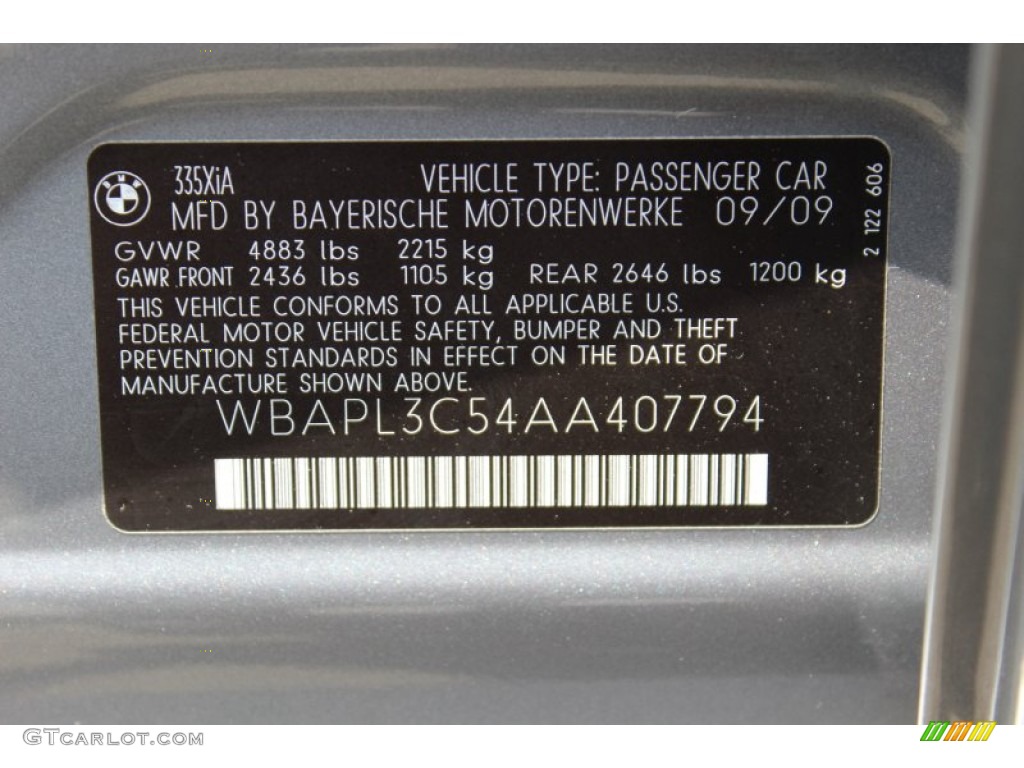 335XiA VEHICLE TYPE: PASSENGER CAR
MFD BY BAYERISCHE MOTORENWERKE 09/09
GVWR 4883 lbs 2215 kg
GAWR FRONT 2436 lbs 1105 kg REAR 2646 lbs 1200 kg
THIS VEHICLE CONFORMS TO ALL APPLICABLE U.S.
FEDERAL MOTOR VEHICLE SAFETY, BUMPER AND THEFT
PREVENTION STANDARDS IN EFFECT ON THE DATE OF
MANUFACTURE SHOWN ABOVE.
WBAPL3C54AA407794
2 122 606
GTCARLOT.COM